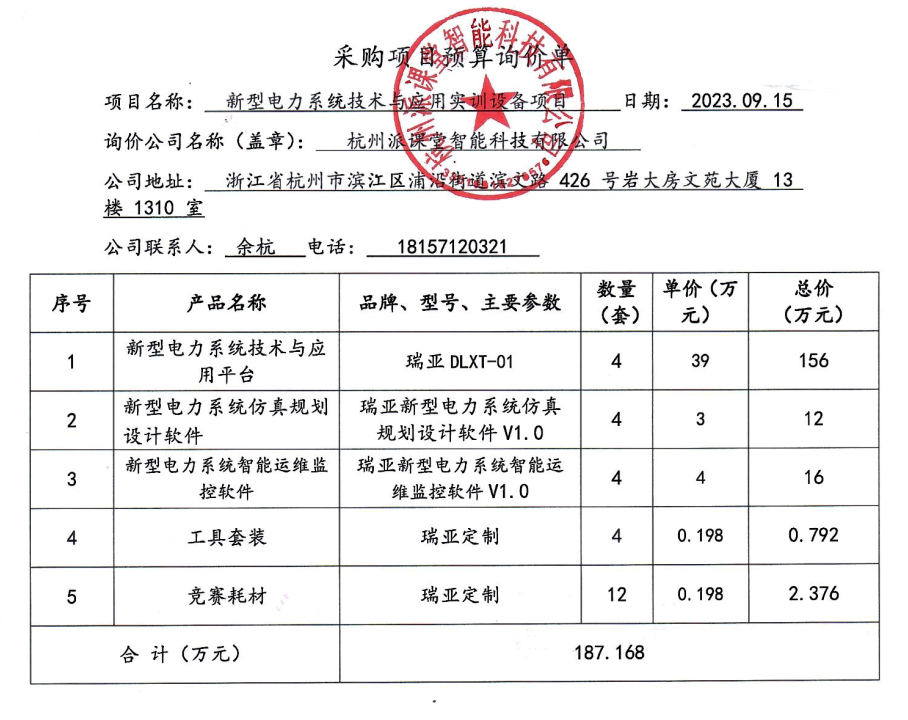 采购项目预算询价单
项目名称： 新型电力系统技术与应用实训设备项目 日期： 2023.09.15
询价公司名称（盖章）： 杭州派课堂智能科技有限公司
公司地址： 浙江省杭州市滨江区浦沿街道滨文路 426 号岩大房文苑大厦 13
楼 1310 室
公司联系人： 余杭 电话： 18157120321
杭州派课堂智能科技有限公司
序号 产品名称 品牌、型号、主要参数 数量（套） 单价（万元） 总价（万元）
1 新型电力系统技术与应用平台 瑞亚 DLXT-01 4 39 156
2 新型电力系统仿真规划设计软件 瑞亚新型电力系统仿真规划设计软件 V1.0 4 3 12
3 新型电力系统智能运维监控软件 瑞亚新型电力系统智能运维监控软件 V1.0 4 4 16
4 工具套装 瑞亚定制 4 0.198 0.792
5 竞赛耗材 瑞亚定制 12 0.198 2.376
合 计（万元） 187.168